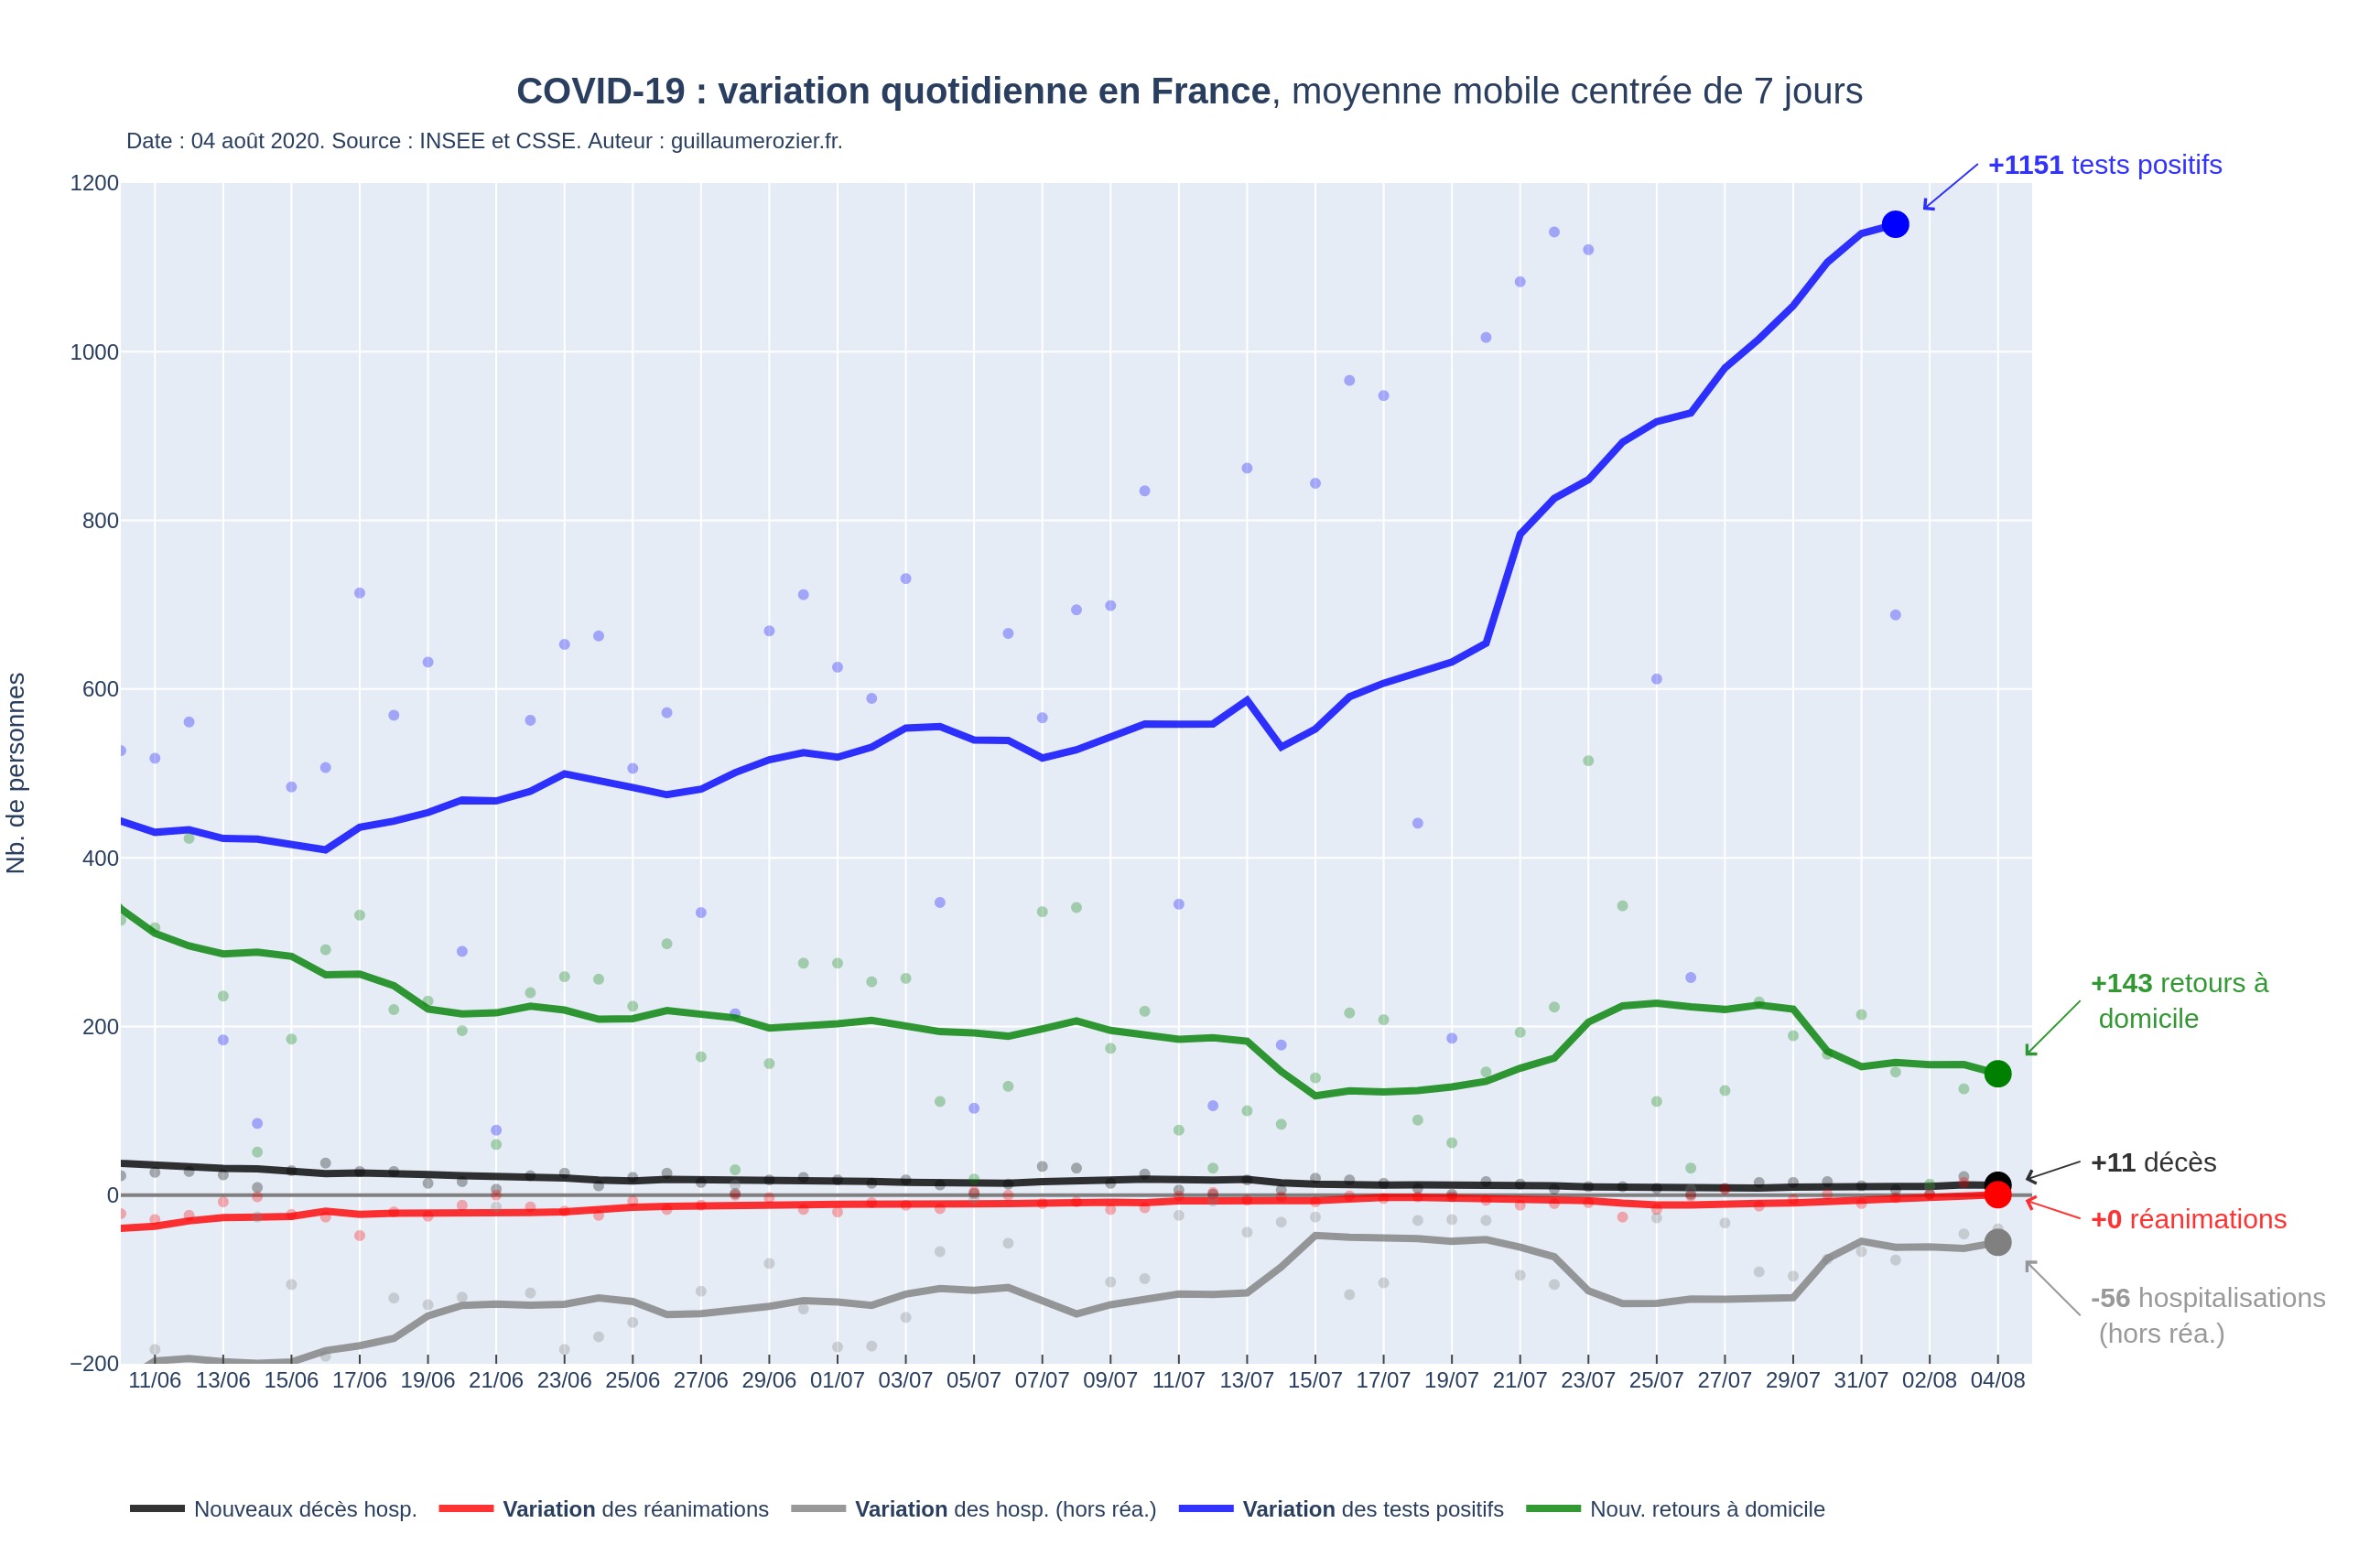 COVID-19 : variation quotidienne en France, moyenne mobile centrée de 7 jours
Date : 04 août 2020. Source : INSEE et CSSE. Auteur : guillaumerozier.fr.
+1151 tests positifs
1200
1000
800
600
400
200
0
−200
Nb. de personnes
+143 retours à
domicile
+11 décès
+0 réanimations
-56 hospitalisations
(hors réa.)
11/06 13/06 15/06 17/06 19/06 21/06 23/06 25/06 27/06 29/06 01/07 03/07 05/07 07/07 09/07 11/07 13/07 15/07 17/07 19/07 21/07 23/07 25/07 27/07 29/07 31/07 02/08 04/08
Nouveaux décès hosp. Variation des réanimations Variation des hosp. (hors réa.) Variation des tests positifs Nouv. retours à domicile